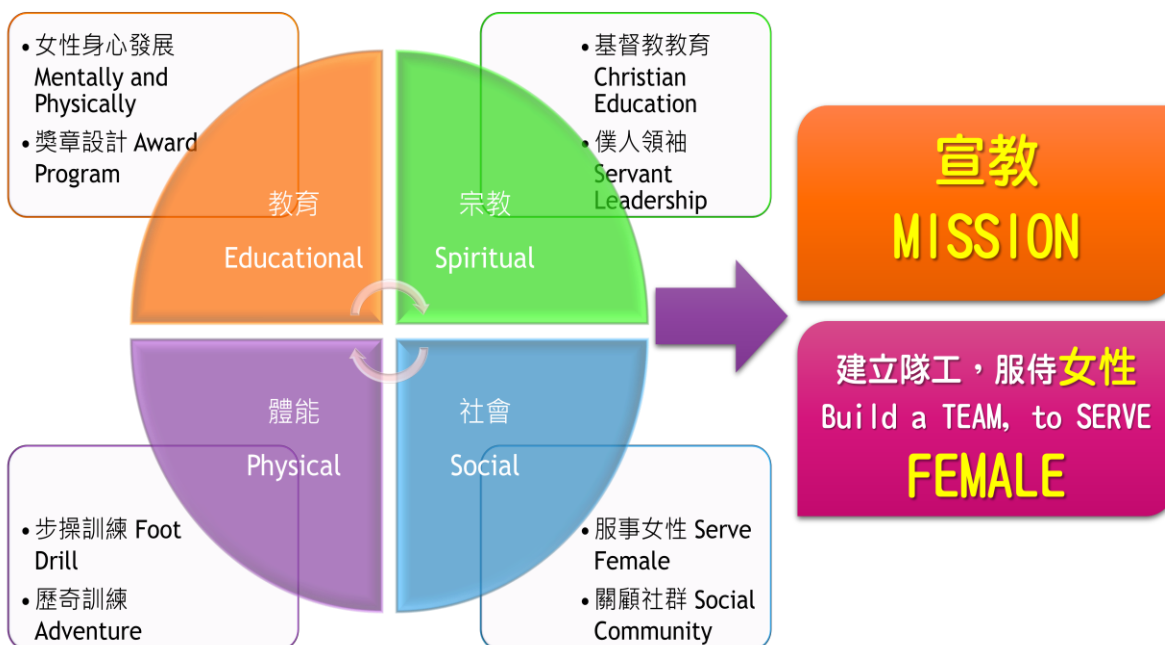 • 女性身心發展
Mentally and
Physically
• 獎章設計 Award
Program
教育
Educational
• 基督教教育
Christian
Education
• 僕人領袖
Servant
Leadership
宗教
Spiritual
體能
Physical
• 步操訓練 Foot
Drill
• 歷奇訓練
Adventure
社會
Social
• 服事女性 Serve
Female
• 關顧社群 Social
Community
宣教
MISSION
建立隊工，服侍女性
Build a TEAM, to SERVE
FEMALE